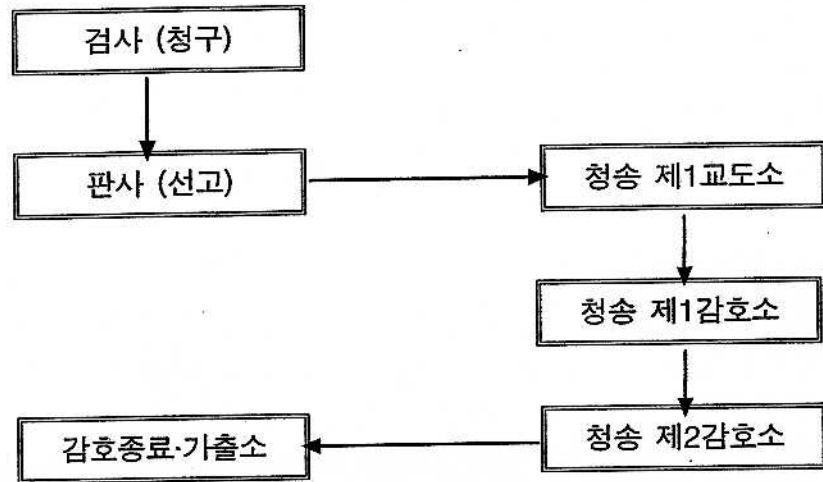 검사 (청구)
판사 (선고)
청송 제1교도소
청송 제1감호소
청송 제2감호소
감호종료·가출소